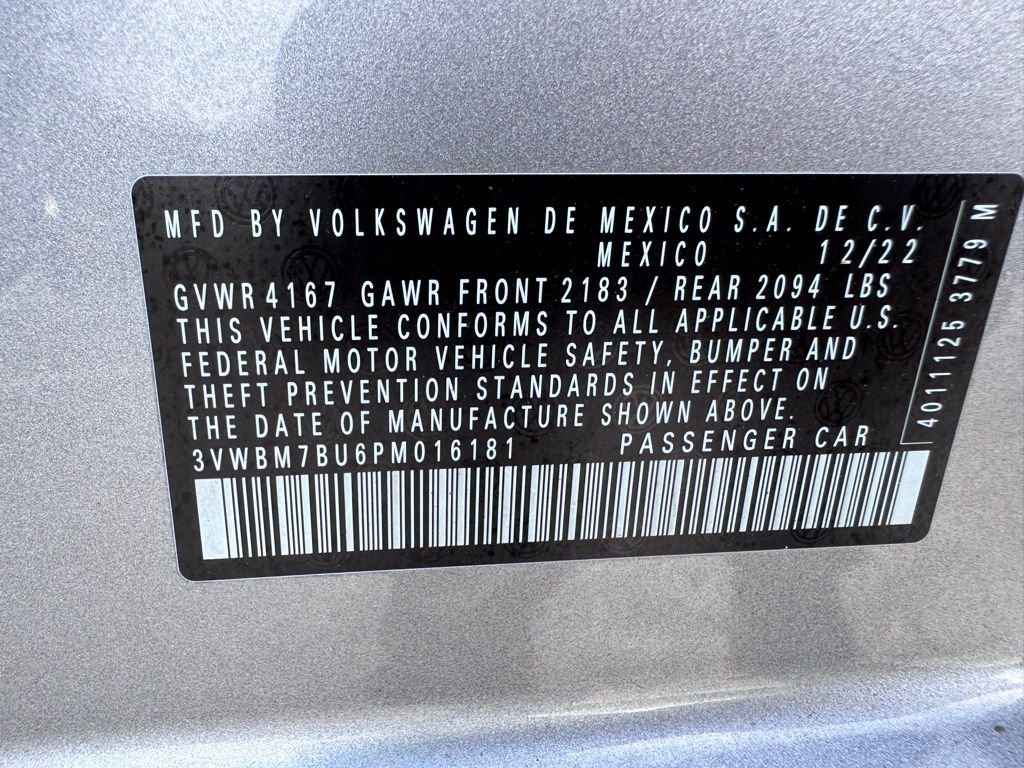 MFD BY VOLKSWAGEN DE MEXICO S.A. DE C.V.
MEXICO 12/22
GVWR 4167 GAWR FRONT 2183 / REAR 2094 LBS
THIS VEHICLE CONFORMS TO ALL APPLICABLE U.S.
FEDERAL MOTOR VEHICLE SAFETY, BUMPER AND
THEFT PREVENTION STANDARDS IN EFFECT ON
THE DATE OF MANUFACTURE SHOWN ABOVE.
3VWBM7BU6PM016181 PASSENGER CAR
4011125 3779 M